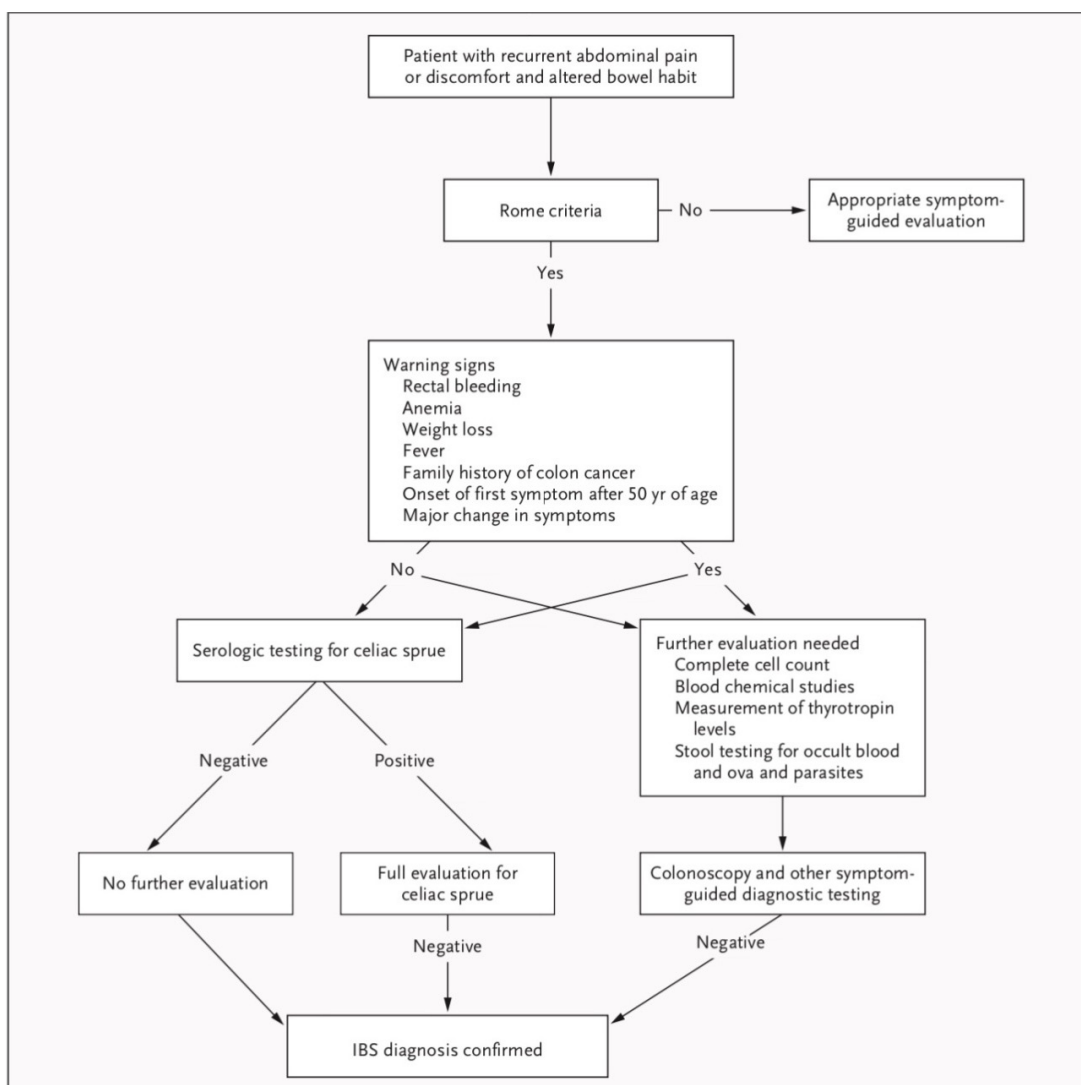 Patient with recurrent abdominal pain
or discomfort and altered bowel habit
Rome criteria
No
Appropriate symptom-
guided evaluation
Yes
Warning signs
Rectal bleeding
Anemia
Weight loss
Fever
Family history of colon cancer
Onset of first symptom after 50 yr of age
Major change in symptoms
No
Yes
Serologic testing for celiac sprue
Further evaluation needed
Complete cell count
Blood chemical studies
Measurement of thyrotropin
levels
Stool testing for occult blood
and ova and parasites
Negative
Positive
No further evaluation
Full evaluation for
celiac sprue
Colonoscopy and other symptom-
guided diagnostic testing
Negative
Negative
IBS diagnosis confirmed